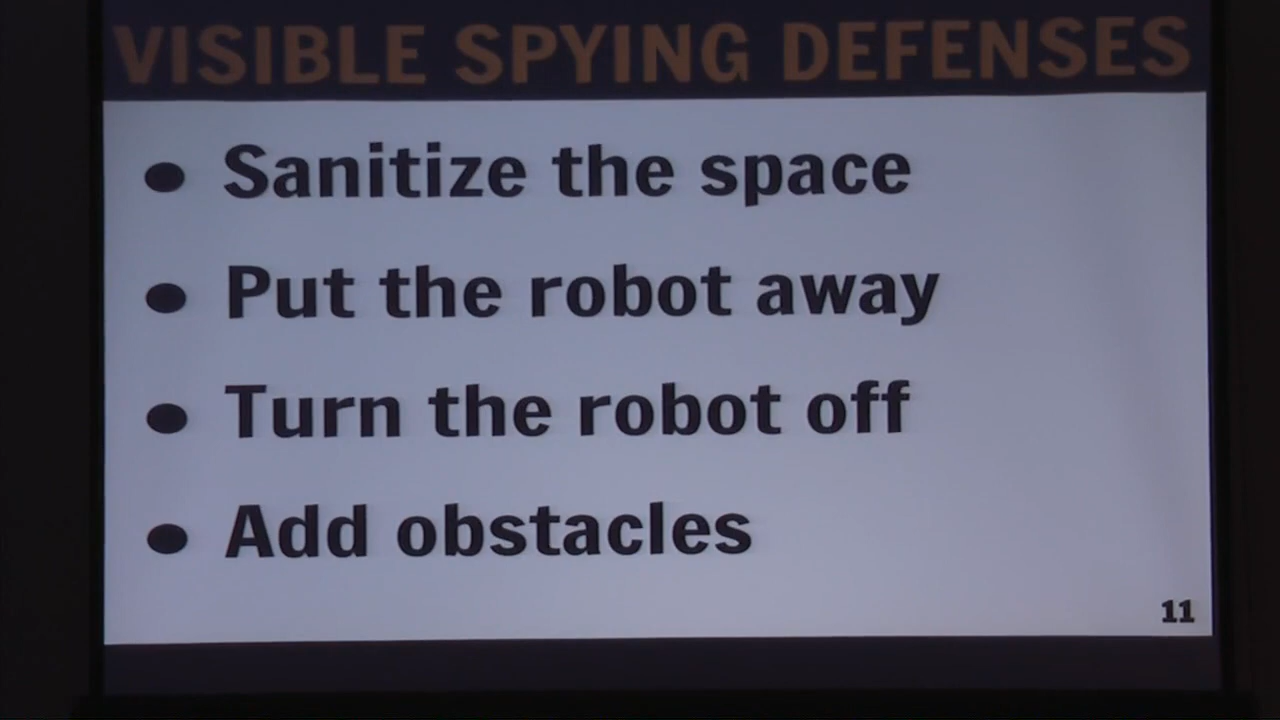 VISIBLE SPYING DEFENSES
• Sanitize the space
• Put the robot away
• Turn the robot off
• Add obstacles
11